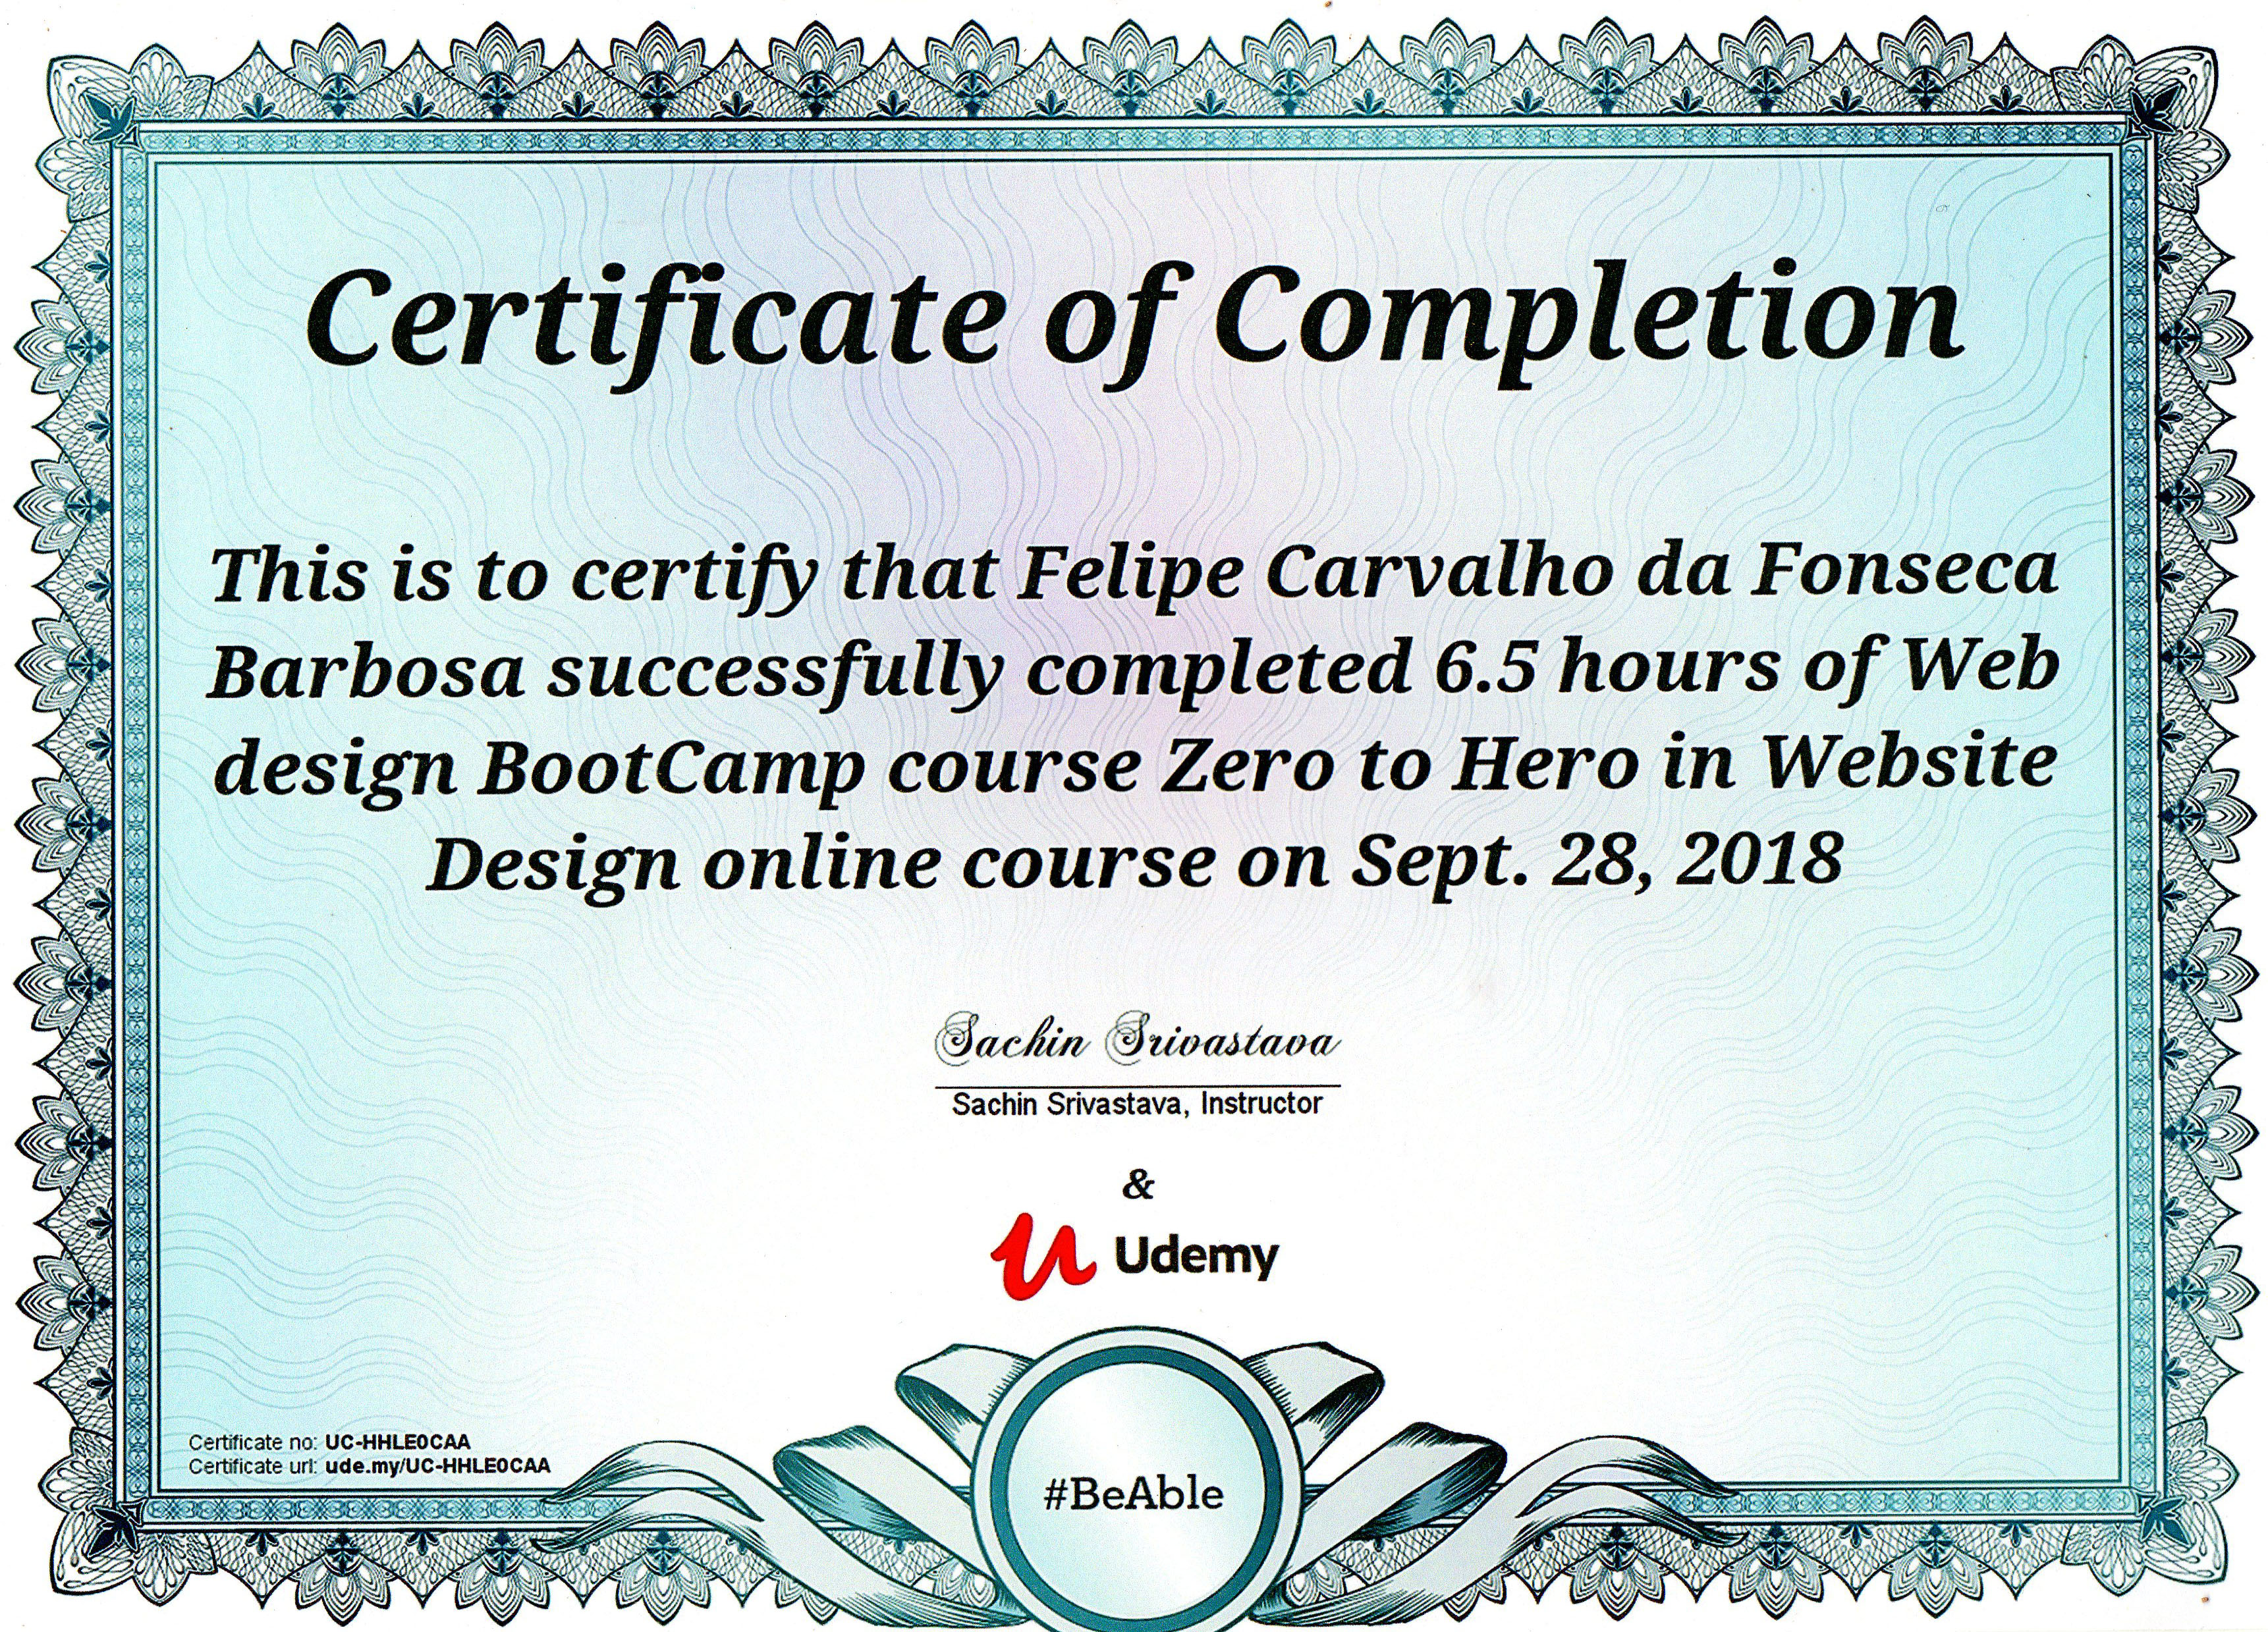 Certificate of Completion
This is to certify that Felipe Carvalho da Fonseca
Barbosa successfully completed 6.5 hours of Web
design BootCamp course Zero to Hero in Website
Design online course on Sept. 28, 2018
Sachin Srivastava
Sachin Srivastava, Instructor
&
Udemy
Certificate no: UC-HHLE0CAA
Certificate url: ude.my/UC-HHLE0CAA
#BeAble